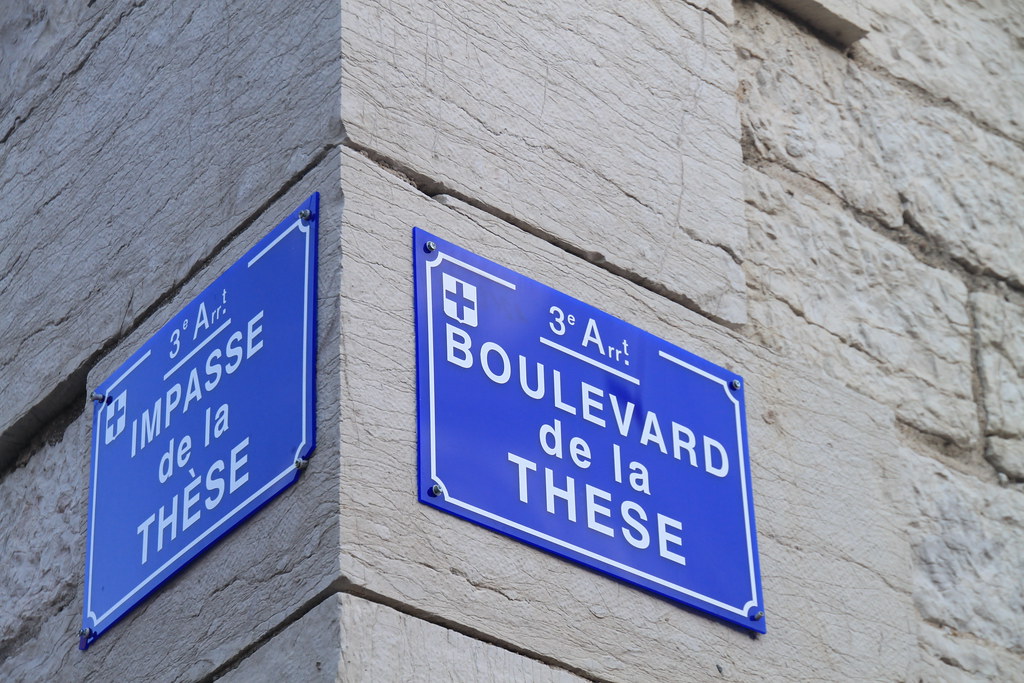 3e Arrt.
IMPASSE
de la
THÈSE
3e Arrt.
BOULEVARD
de la
THESE